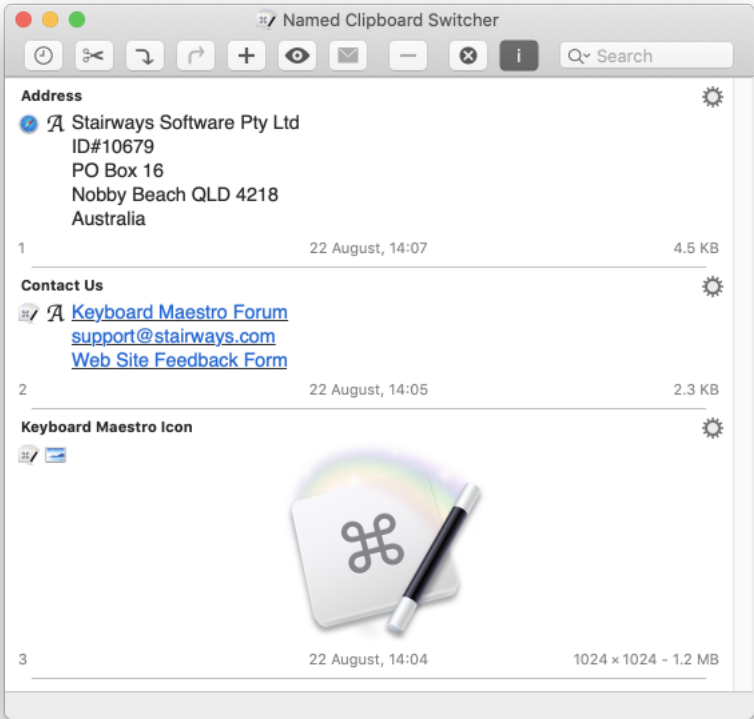 Named Clipboard Switcher
Search
Address
Stairways Software Pty Ltd
ID#10679
PO Box 16
Nobby Beach QLD 4218
Australia
1 22 August, 14:07 4.5 KB
Contact Us
Keyboard Maestro Forum
support@stairways.com
Web Site Feedback Form
2 22 August, 14:05 2.3 KB
Keyboard Maestro Icon
3 22 August, 14:04 1024 × 1024 - 1.2 MB